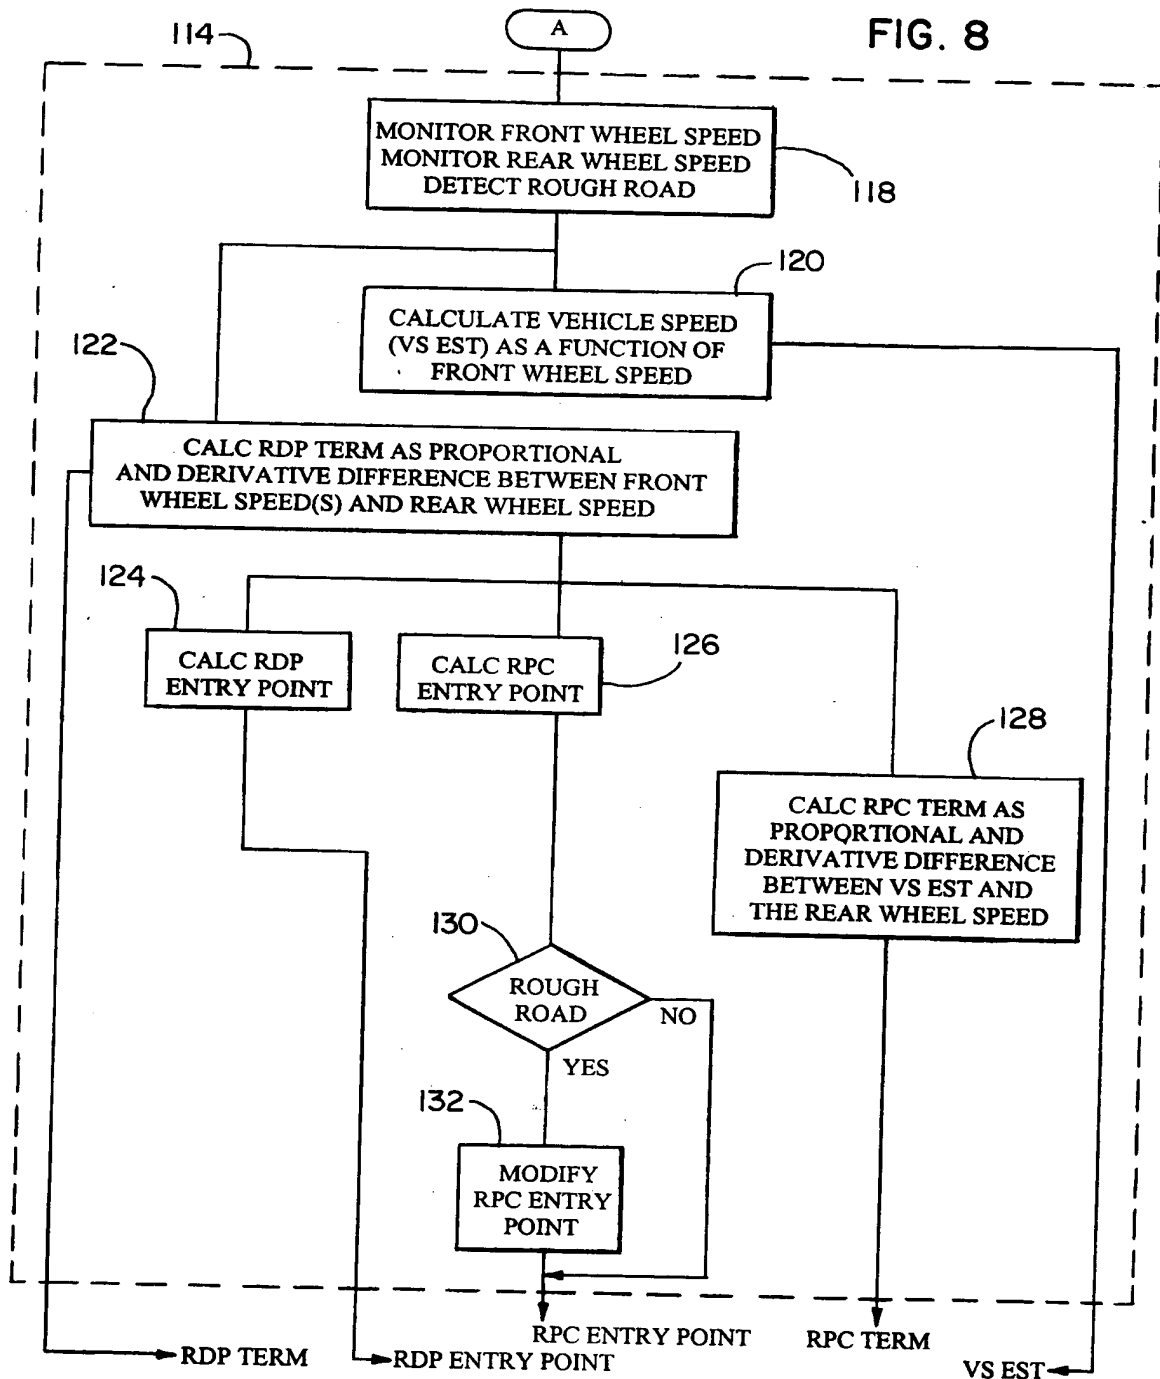 A
FIG. 8
114
MONITOR FRONT WHEEL SPEED
MONITOR REAR WHEEL SPEED
DETECT ROUGH ROAD
118
120
CALCULATE VEHICLE SPEED
(VS EST) AS A FUNCTION OF
FRONT WHEEL SPEED
122
CALC RDP TERM AS PROPORTIONAL
AND DERIVATIVE DIFFERENCE BETWEEN FRONT
WHEEL SPEED(S) AND REAR WHEEL SPEED
124
CALC RDP
ENTRY POINT
CALC RPC
ENTRY POINT
126
128
CALC RPC TERM AS
PROPORTIONAL AND
DERIVATIVE DIFFERENCE
BETWEEN VS EST AND
THE REAR WHEEL SPEED
130
ROUGH
ROAD
NO
YES
132
MODIFY
RPC ENTRY
POINT
RDP TERM
RDP ENTRY POINT
RPC ENTRY POINT
RPC TERM
VS EST